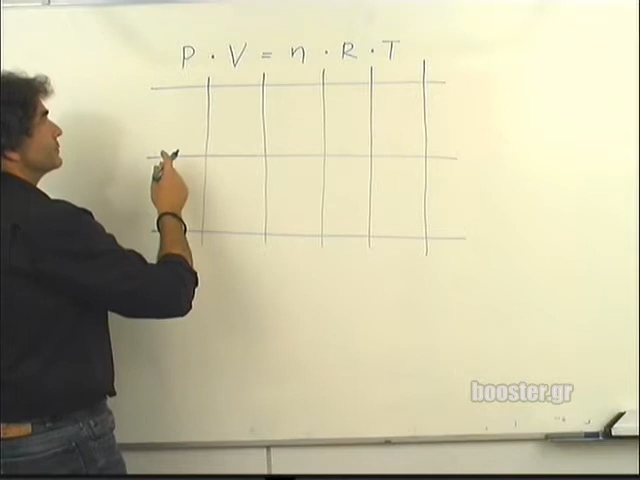 P · V = n · R · T
booster.gr